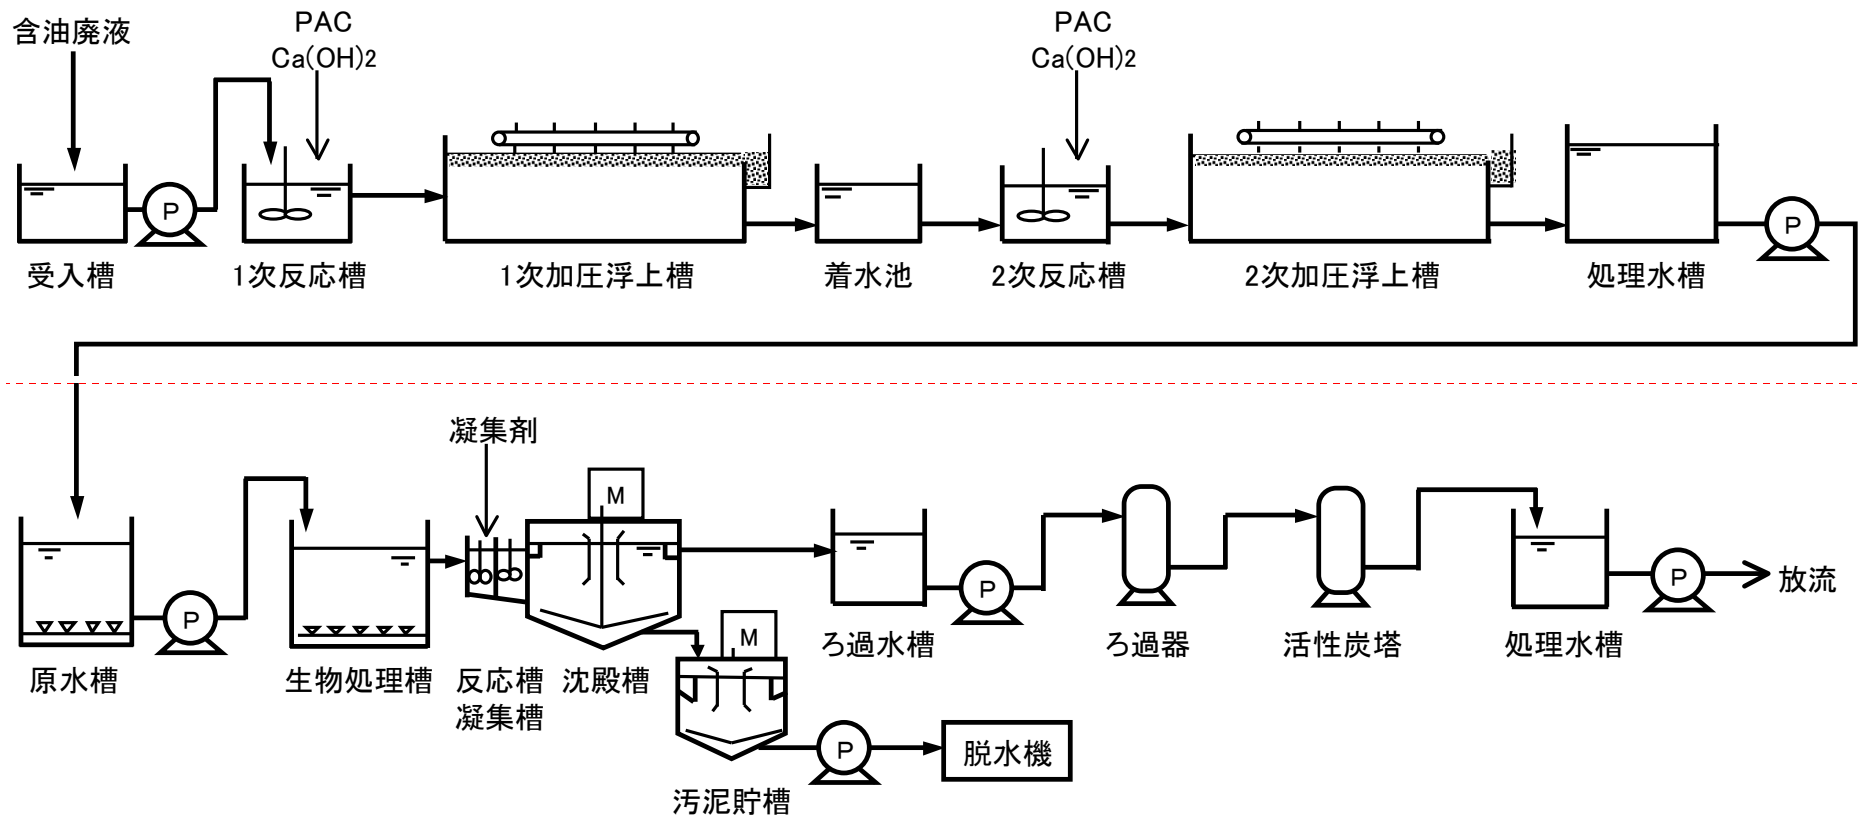 含油廃液
PAC
Ca(OH)2
PAC
Ca(OH)2
P
P
受入槽
1次反応槽
1次加圧浮上槽
着水池
2次反応槽
2次加圧浮上槽
処理水槽
凝集剤
M
P
P
P
放流
ろ過水槽
ろ過器
活性炭塔
処理水槽
M
原水槽
生物処理槽
反応槽
凝集槽
沈殿槽
P
脱水機
汚泥貯槽